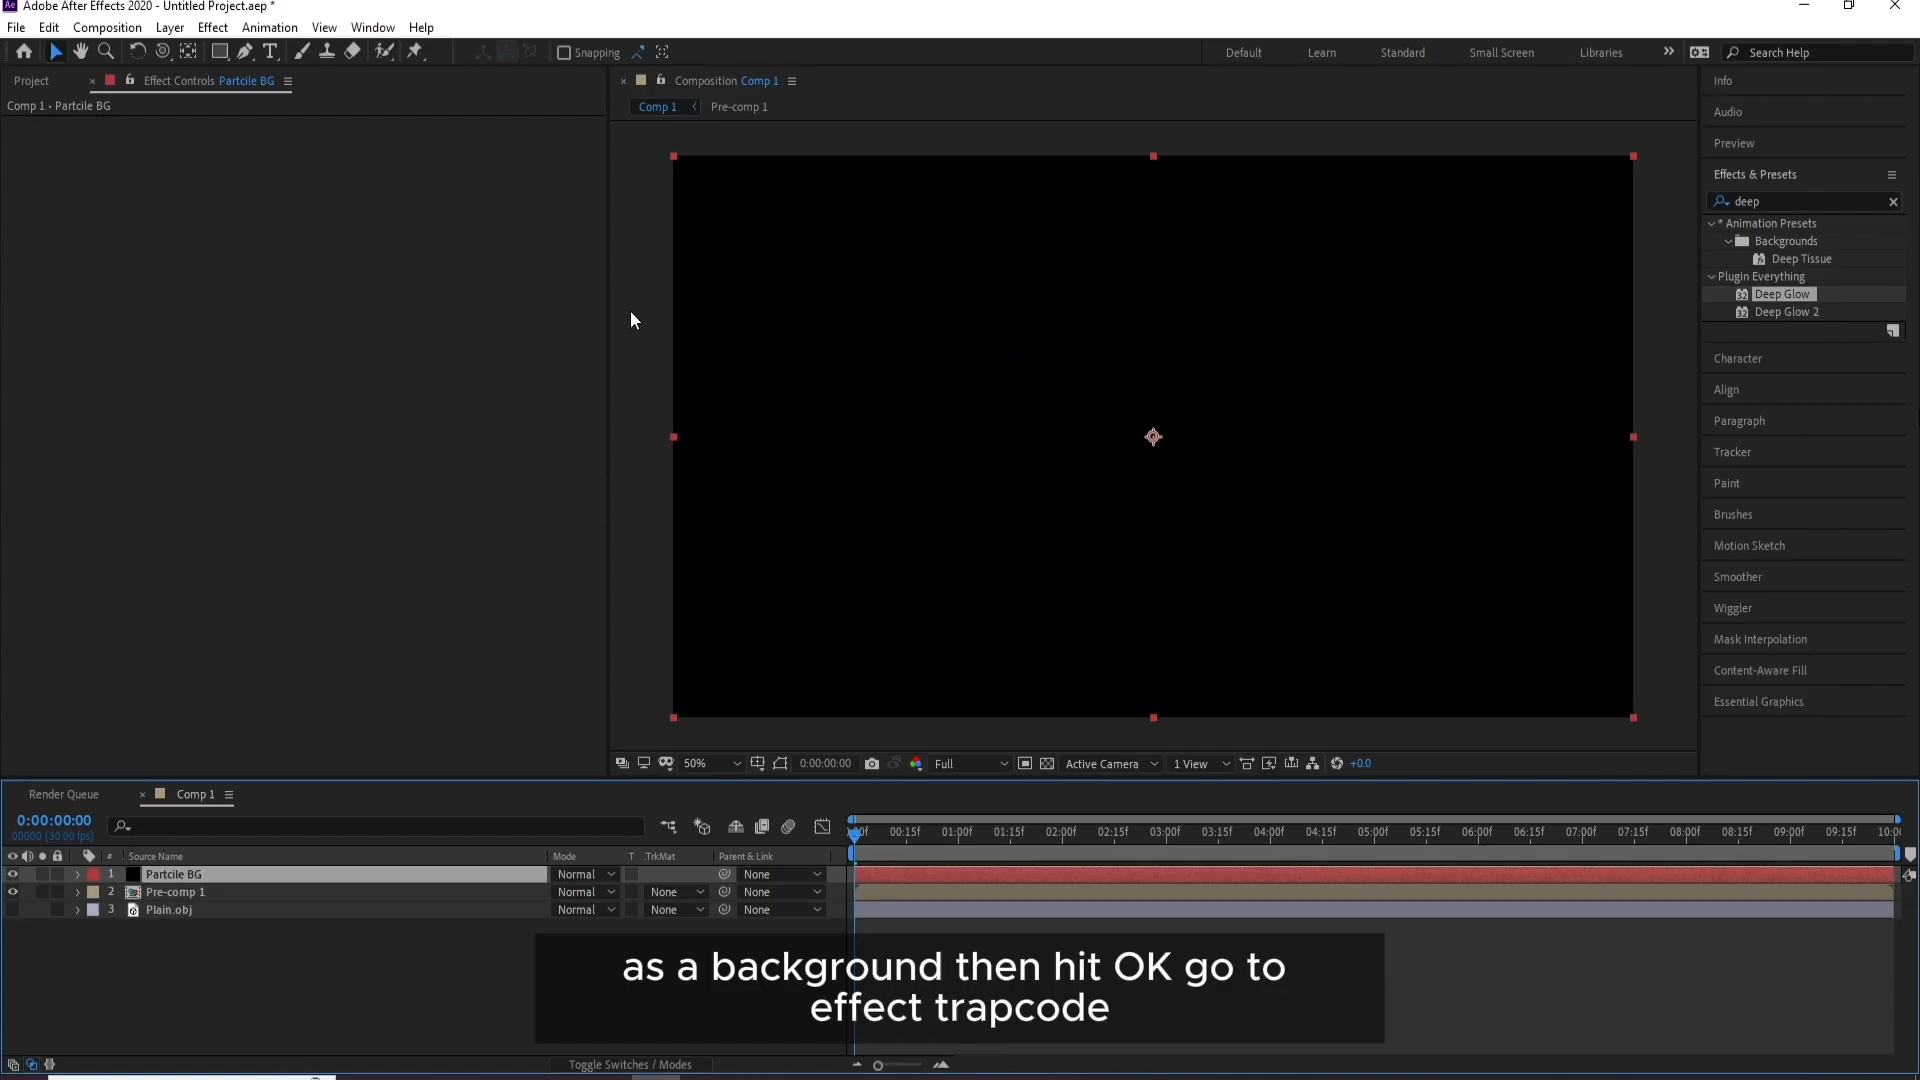 Adobe After Effects 2020 - Untitled Project.aep *
File Edit Composition Layer Effect Animation View Window Help
Snapping Default Learn Standard Small Screen Libraries Search Help
Project Effect Controls Partcile BG
Comp 1 • Partcile BG
Composition Comp 1
Comp 1 Pre-comp 1
Info
Audio
Preview
Effects & Presets
deep
* Animation Presets
Backgrounds
Deep Tissue
Plugin Everything
Deep Glow
Deep Glow 2
Character
Align
Paragraph
Tracker
Paint
Brushes
Motion Sketch
Smoother
Wiggler
Mask Interpolation
Content-Aware Fill
Essential Graphics
50% 0:00:00:00 Full Active Camera 1 View +0.0
Render Queue Comp 1
0:00:00:00
00000 (30.00 fps)
00:15f 01:00f 01:15f 02:00f 02:15f 03:00f 03:15f 04:00f 04:15f 05:00f 05:15f 06:00f 06:15f 07:00f 07:15f 08:00f 08:15f 09:00f 09:15f
# Source Name Mode T .TrkMat Parent & Link
1 Partcile BG Normal None
2 Pre-comp 1 Normal None None
3 Plain.obj Normal None None
as a background then hit OK go to
effect trapcode
Toggle Switches / Modes